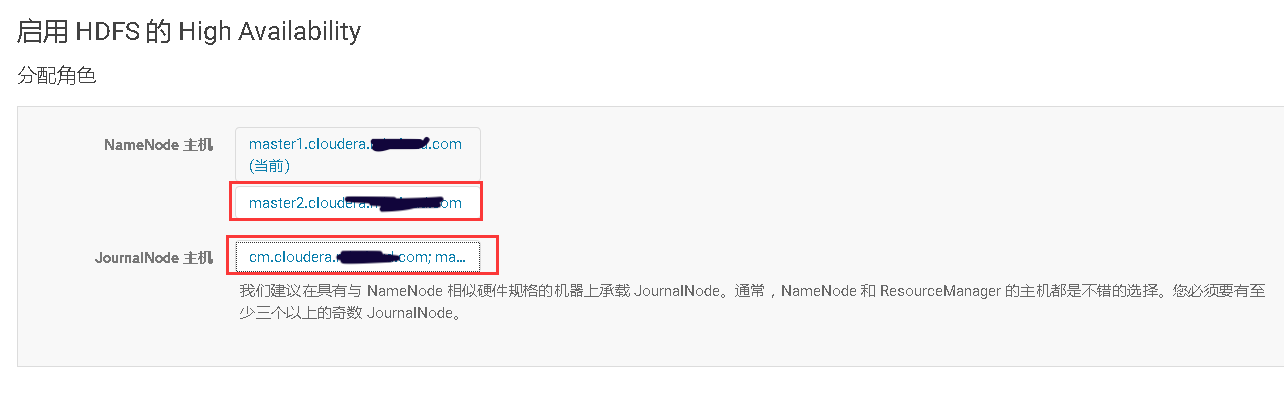 启用 HDFS 的 High Availability
分配角色
NameNode 主机
master1.cloudera. .com
(当前)
master2.cloudera. .com
JournalNode 主机
cm.cloudera. .com; ma...
我们建议在具有与 NameNode 相似硬件规格的机器上承载 JournalNode。通常，NameNode 和 ResourceManager 的主机都是不错的选择。您必须要有至
少三个以上的奇数 JournalNode。